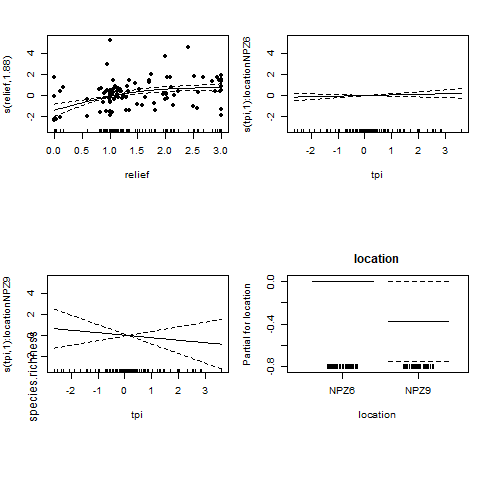 s(relief,1.88)
4
2
0
-2
0.0 0.5 1.0 1.5 2.0 2.5 3.0
relief
s(tpi,1):locationNPZ6
4
2
0
-2
-2 -1 0 1 2 3
tpi
s(tpi,1):locationNPZ9
4
2
0
-2
-2 -1 0 1 2 3
tpi
species.richness
location
Partial for location
0.0
-0.4
-0.8
NPZ6 NPZ9
location